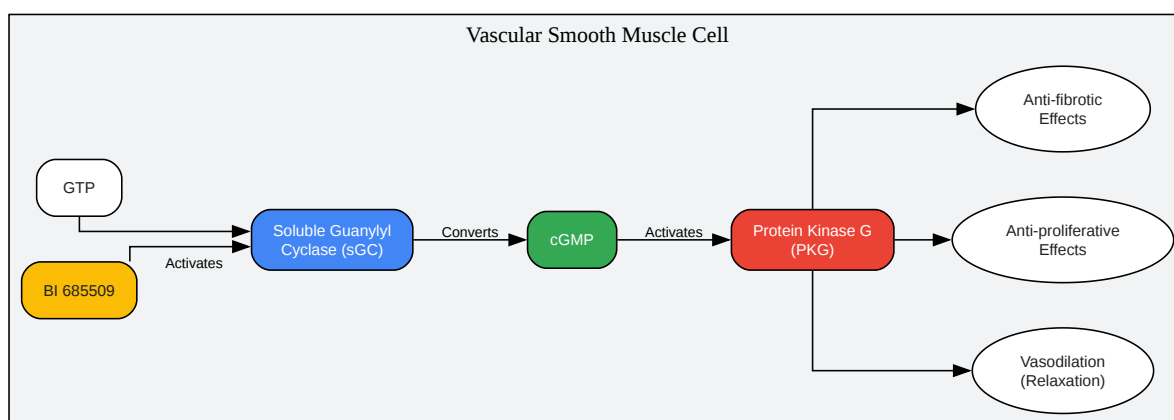 Vascular Smooth Muscle Cell
GTP
BI 685509
Activates
Soluble Guanylyl
Cyclase (sGC)
Converts
cGMP
Activates
Protein Kinase G
(PKG)
Anti-fibrotic
Effects
Anti-proliferative
Effects
Vasodilation
(Relaxation)